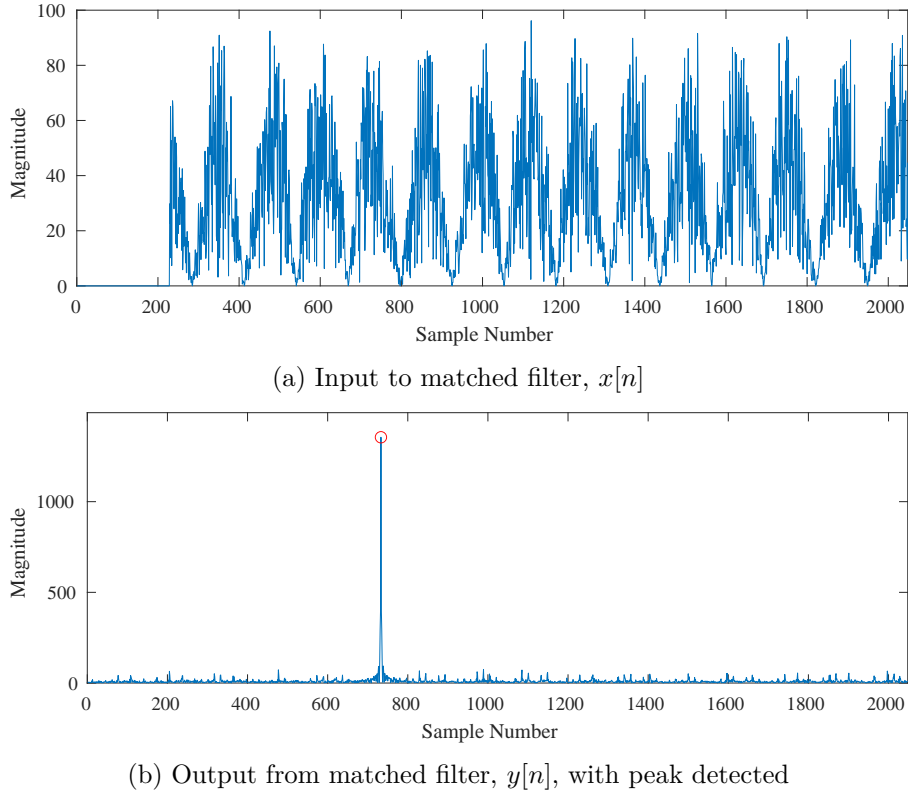 100
80
60
40
20
0
Magnitude
0 200 400 600 800 1000 1200 1400 1600 1800 2000
Sample Number
(a) Input to matched filter, x[n]
1000
500
0
Magnitude
0 200 400 600 800 1000 1200 1400 1600 1800 2000
Sample Number
(b) Output from matched filter, y[n], with peak detected